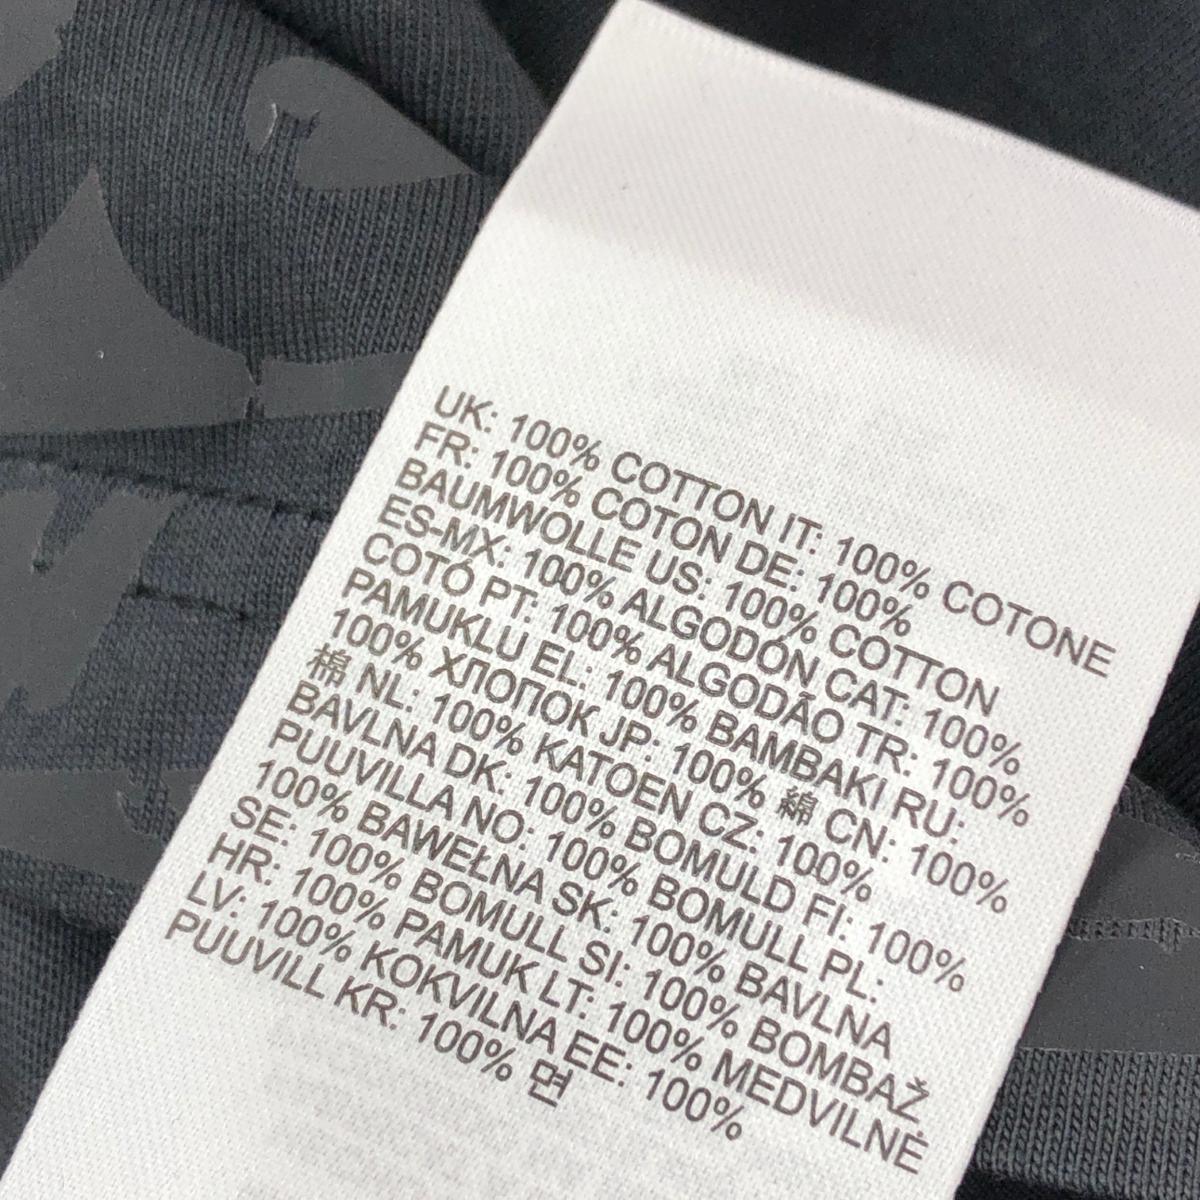 UK: 100% COTTON IT: 100% COTONE
FR: 100% COTON DE: 100%
BAUMWOLLE US: 100% COTTON
ES-MX: 100% ALGODÓN CAT: 100%
COTÓ PT: 100% ALGODÃO TR: 100%
PAMUKLU EL: 100% BAMBAKI RU:
100% ХЛОПОК JP: 100% 綿 CN: 100%
棉 NL: 100% KATOEN CZ: 100%
BAVLNA DK: 100% BOMULD FI: 100%
PUUVILLA NO: 100% BOMULL PL:
100% BAWEŁNA SK: 100% BAVLNA
SE: 100% BOMULL SI: 100% BOMBAŽ
HR: 100% PAMUK LT: 100% MEDVILNĖ
LV: 100% KOKVILNA EE: 100%
PUUVILL KR: 100% 면